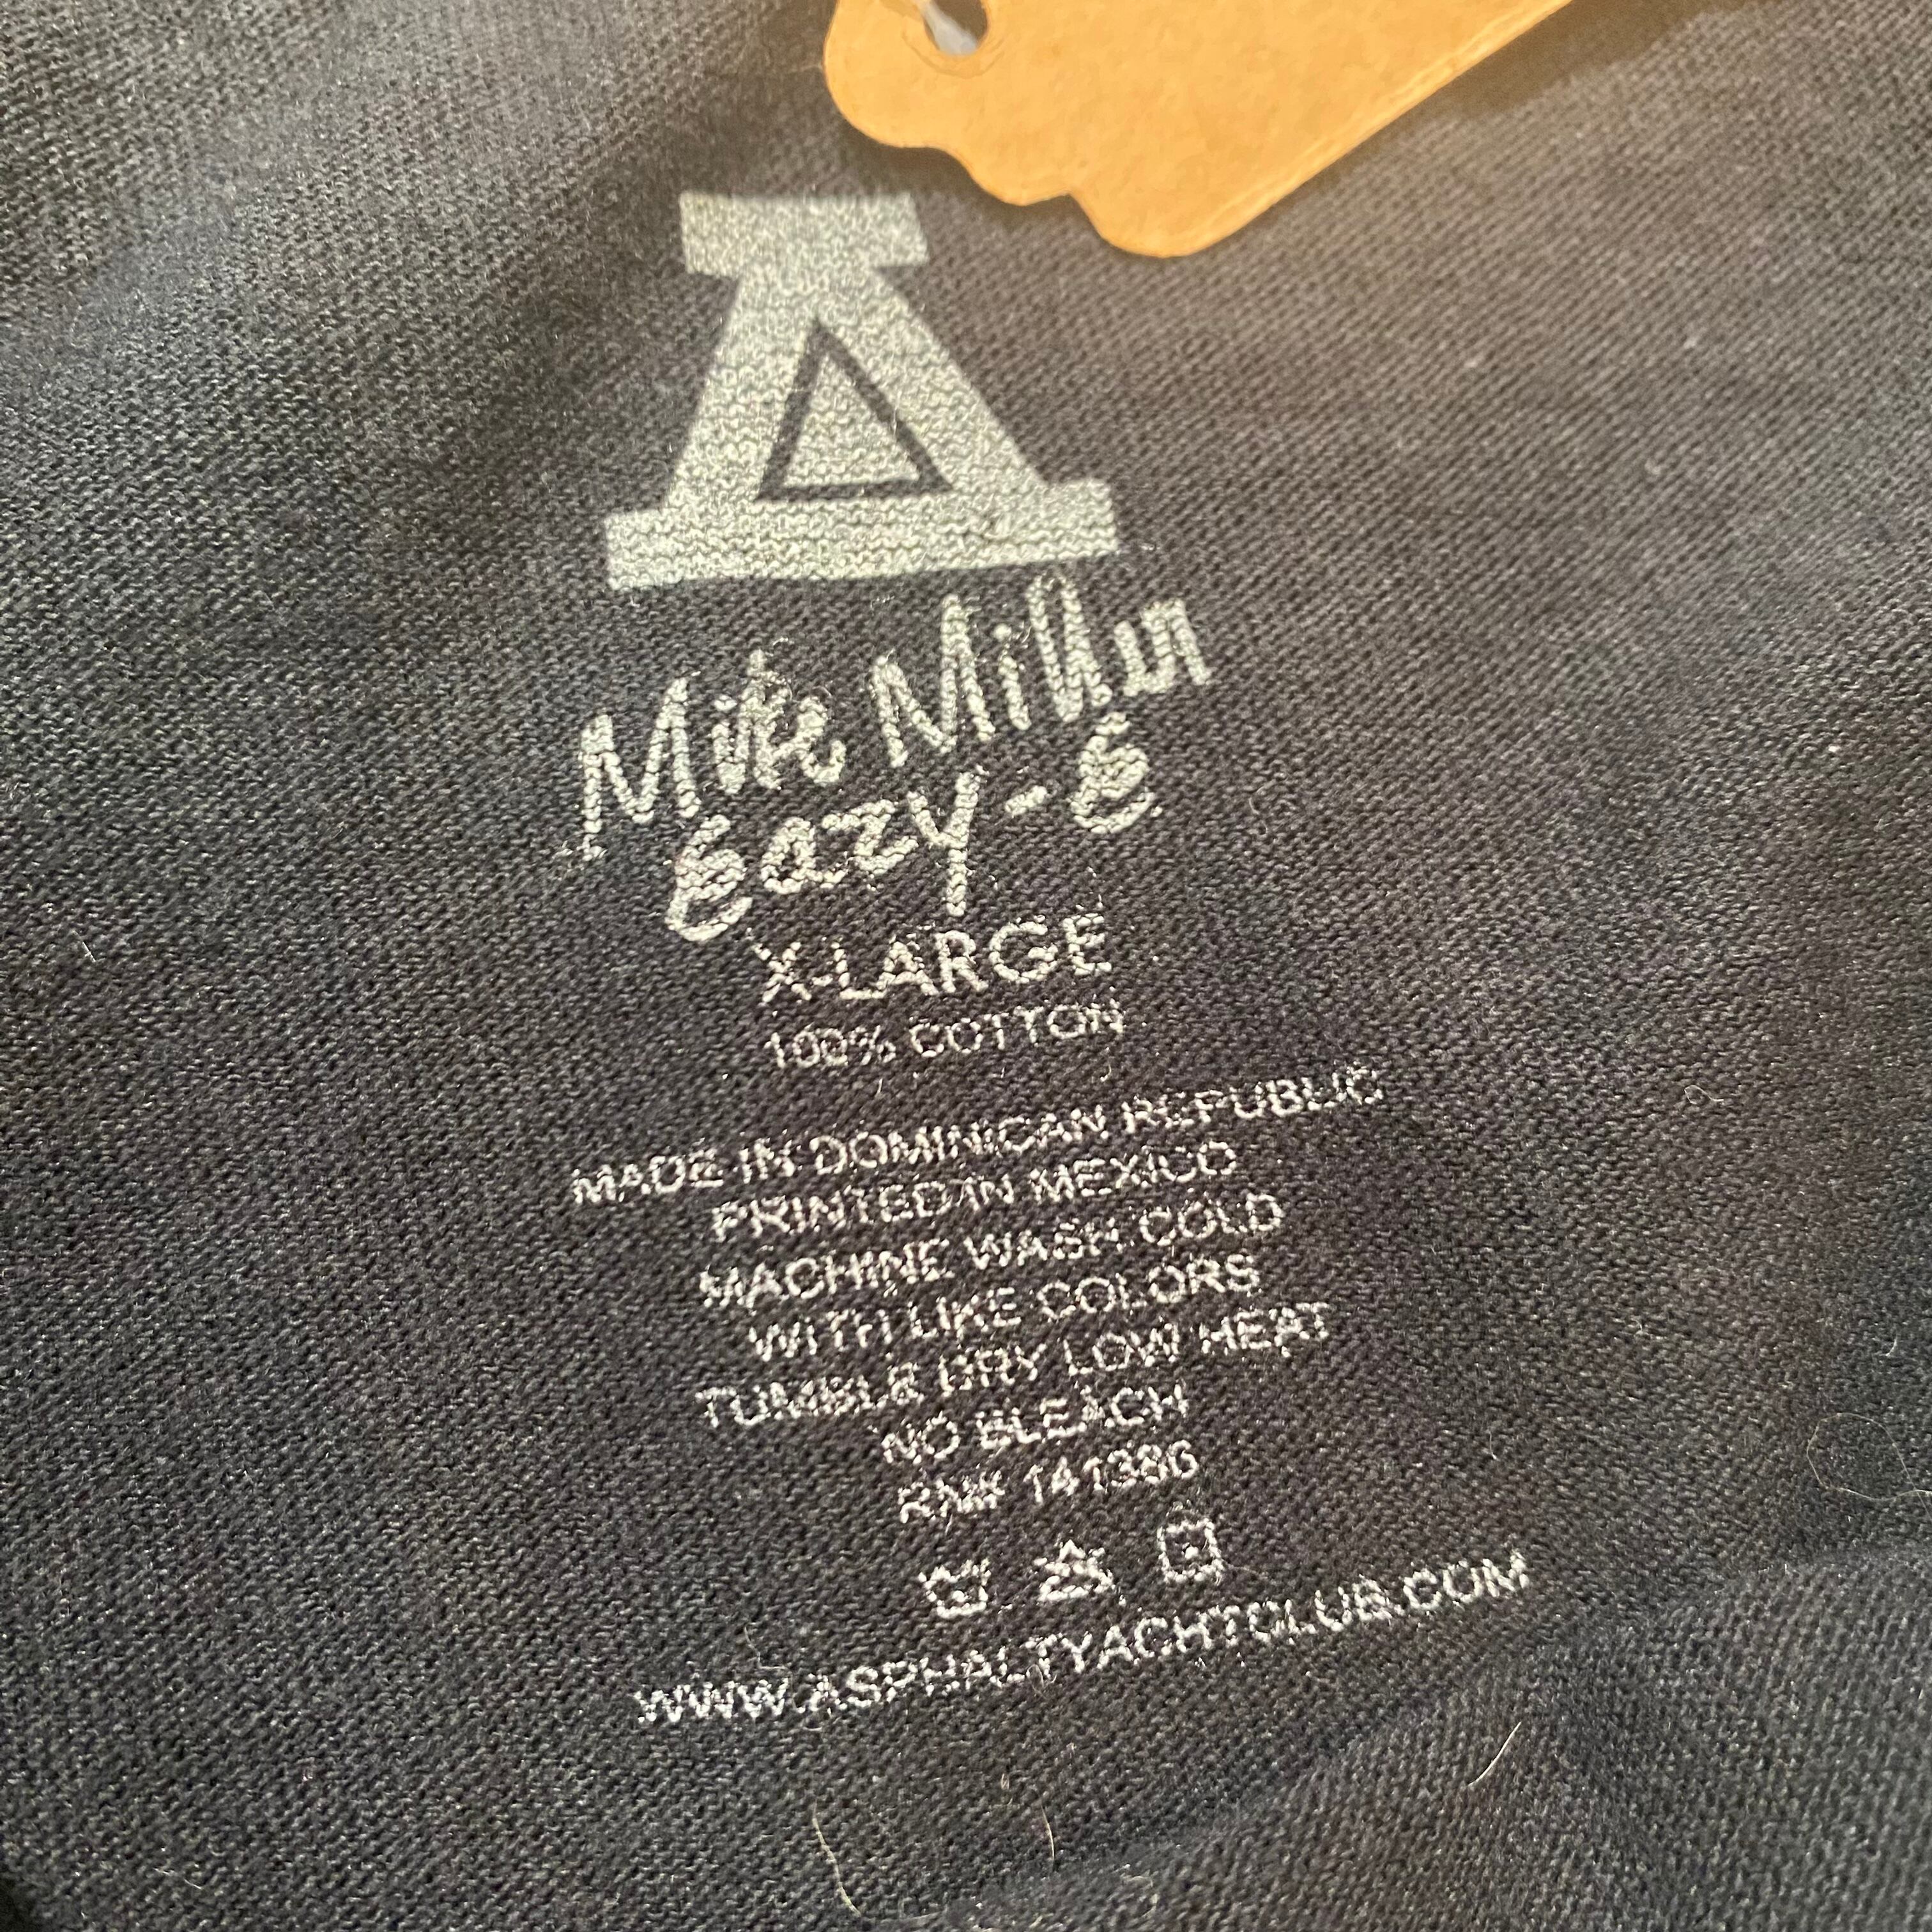 Mike Miller
Eazy-E
X-LARGE
100% COTTON
MADE IN DOMINICAN REPUBLIC
PRINTED IN MEXICO
MACHINE WASH COLD
WITH LIKE COLORS
TUMBLE DRY LOW HEAT
NO BLEACH
RN# 141386
WWW.ASPHALTYACHTCLUB.COM